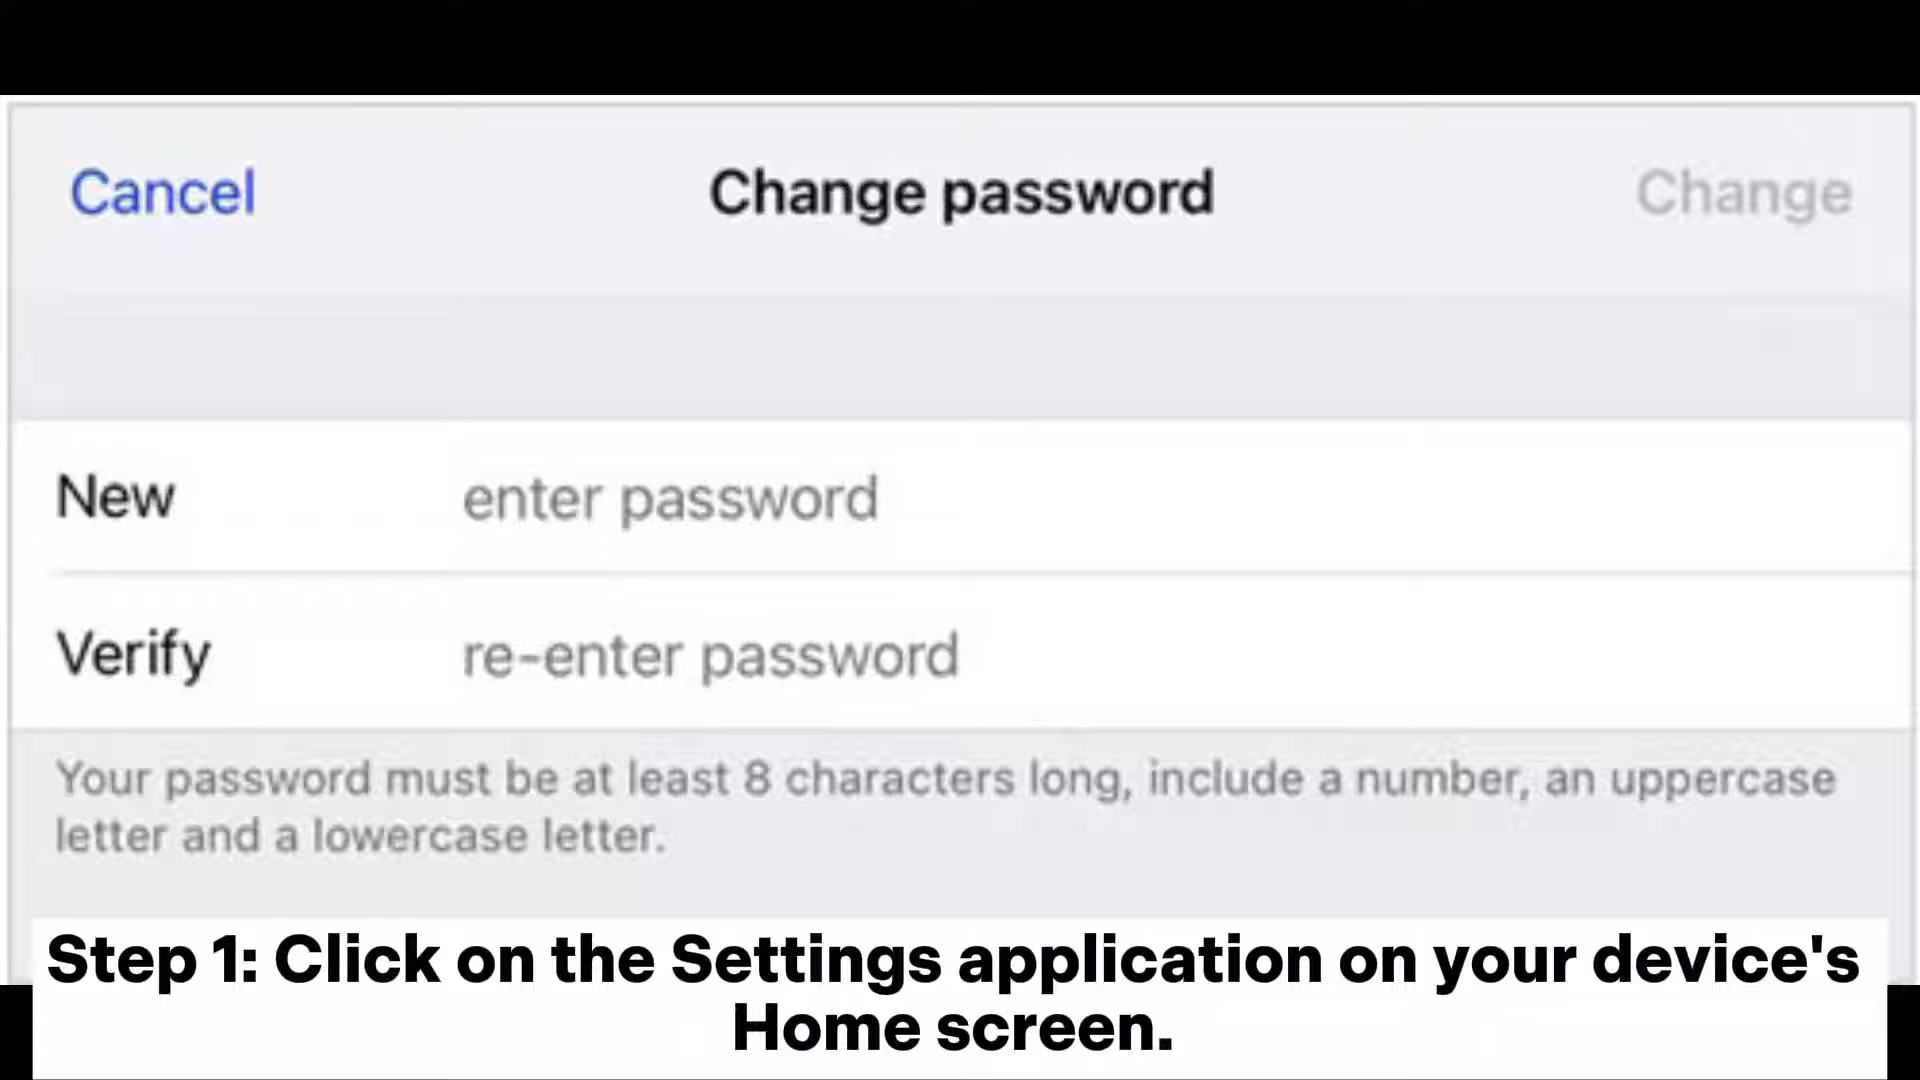 Cancel Change password Change
New enter password
Verify re-enter password
Your password must be at least 8 characters long, include a number, an uppercase
letter and a lowercase letter.
Step 1: Click on the Settings application on your device's
Home screen.